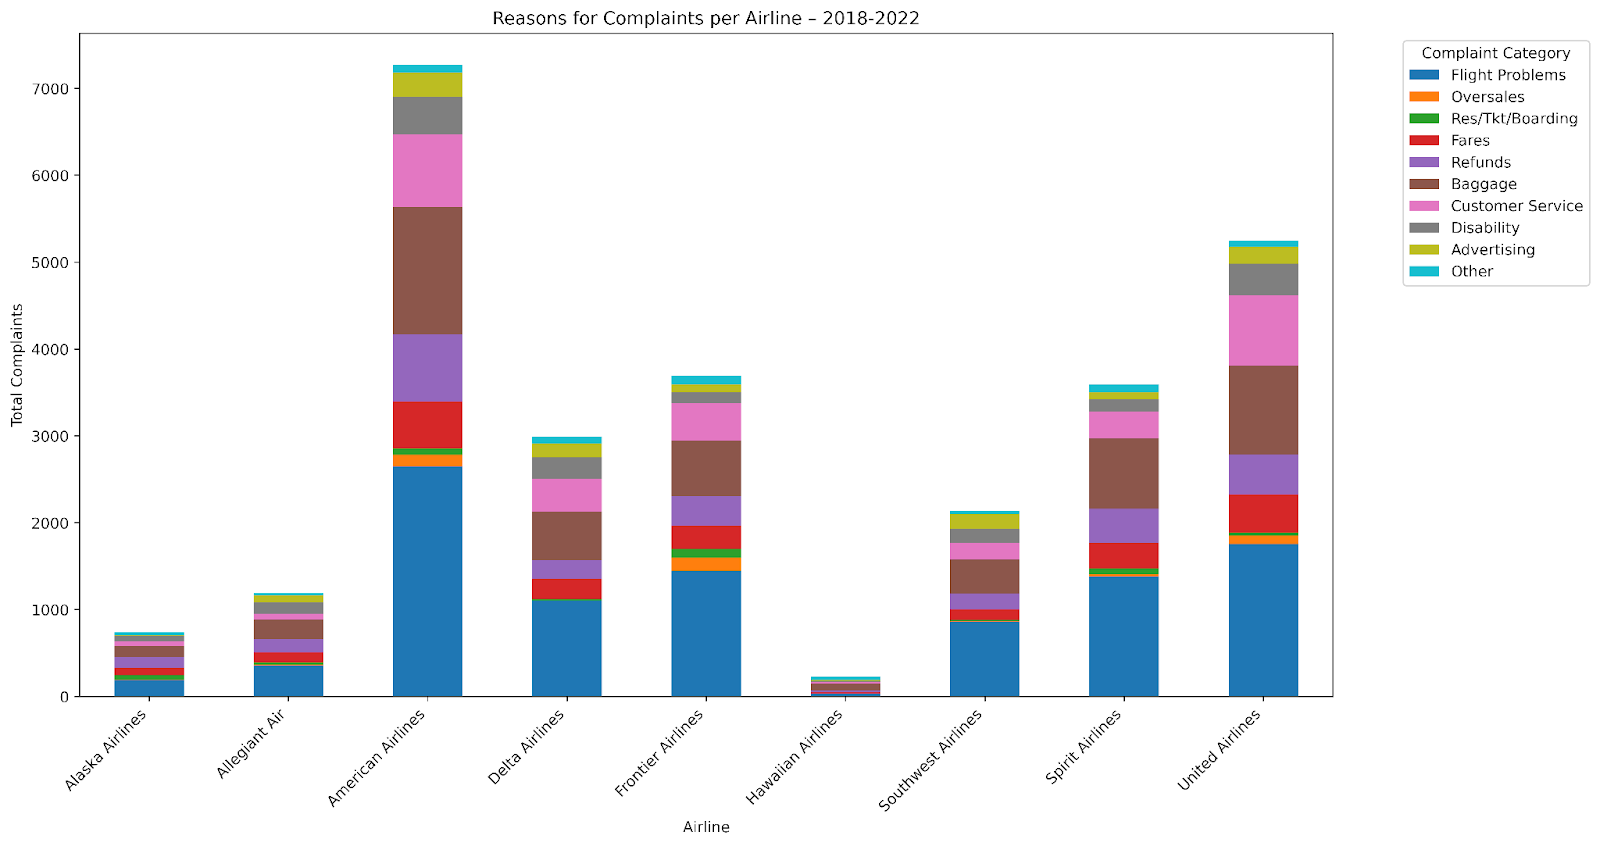 Reasons for Complaints per Airline – 2018-2022
Total Complaints
7000
6000
5000
4000
3000
2000
1000
0
Alaska Airlines
Allegiant Air
American Airlines
Delta Airlines
Frontier Airlines
Hawaiian Airlines
Southwest Airlines
Spirit Airlines
United Airlines
Airline
Complaint Category
Flight Problems
Oversales
Res/Tkt/Boarding
Fares
Refunds
Baggage
Customer Service
Disability
Advertising
Other